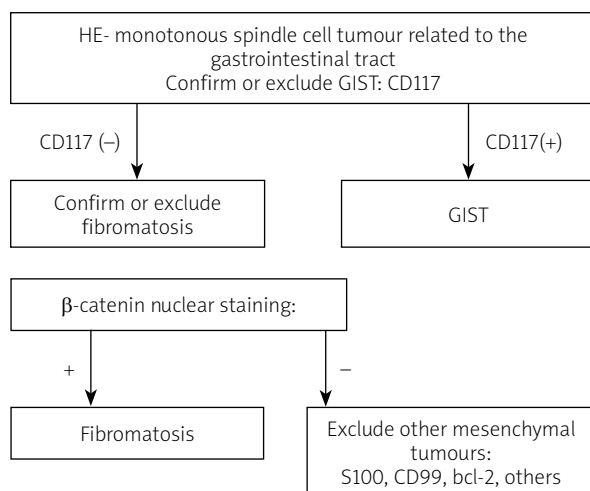 HE- monotonous spindle cell tumour related to the
gastrointestinal tract
Confirm or exclude GIST: CD117
CD117 (–)
CD117(+)
Confirm or exclude
fibromatosis
GIST
β-catenin nuclear staining:
+
–
Fibromatosis
Exclude other mesenchymal
tumours:
S100, CD99, bcl-2, others